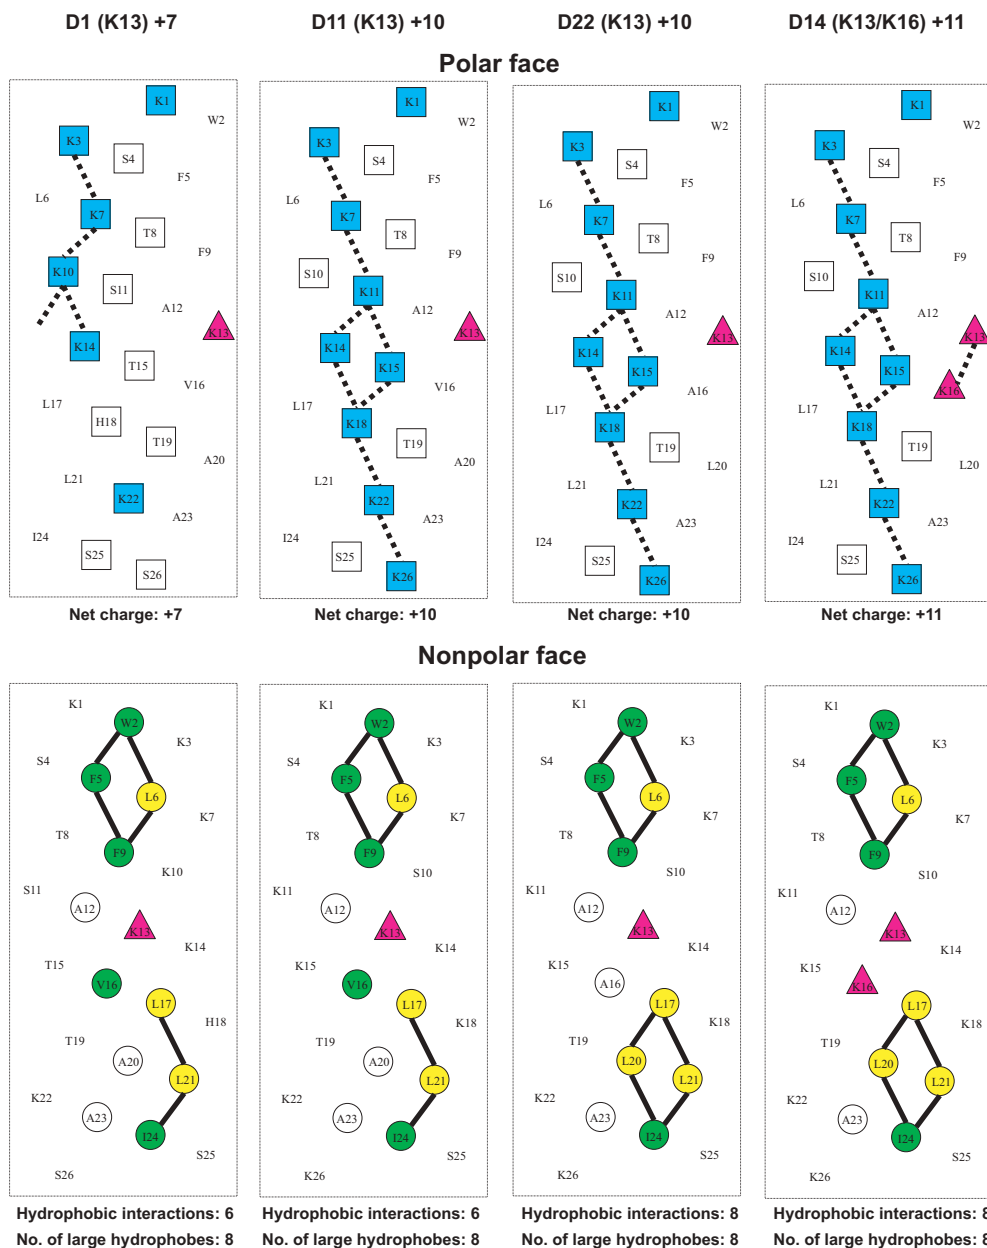 D1 (K13) +7 D11 (K13) +10 D22 (K13) +10 D14 (K13/K16) +11
Polar face
K1
W2
K3
S4
F5
L6
K7
T8
F9
K10
S11
A12
K13
K14
T15
V16
L17
H18
T19
A20
L21
K22
A23
I24
S25
S26
Net charge: +7
K1
W2
K3
S4
F5
L6
K7
T8
F9
S10
K11
A12
K13
K14
K15
V16
L17
K18
T19
A20
L21
K22
A23
I24
S25
K26
Net charge: +10
K1
W2
K3
S4
F5
L6
K7
T8
F9
S10
K11
A12
K13
K14
K15
A16
L17
K18
T19
L20
L21
K22
A23
I24
S25
K26
Net charge: +10
K1
W2
K3
S4
F5
L6
K7
T8
F9
S10
K11
A12
K13
K14
K15
K16
L17
K18
T19
L20
L21
K22
A23
I24
S25
K26
Net charge: +11
Nonpolar face
K1
W2
K3
S4
F5
L6
K7
T8
F9
K10
S11
A12
K13
K14
T15
V16
L17
H18
T19
A20
L21
K22
A23
I24
S25
S26
Hydrophobic interactions: 6
No. of large hydrophobes: 8
K1
W2
K3
S4
F5
L6
K7
T8
F9
S10
K11
A12
K13
K14
K15
V16
L17
K18
T19
A20
L21
K22
A23
I24
S25
K26
Hydrophobic interactions: 6
No. of large hydrophobes: 8
K1
W2
K3
S4
F5
L6
K7
T8
F9
S10
K11
A12
K13
K14
K15
A16
L17
K18
T19
L20
L21
K22
A23
I24
S25
K26
Hydrophobic interactions: 8
No. of large hydrophobes: 8
K1
W2
K3
S4
F5
L6
K7
T8
F9
S10
K11
A12
K13
K14
K15
K16
L17
K18
T19
L20
L21
K22
A23
I24
S25
K26
Hydrophobic interactions: 8
No. of large hydrophobes: 8